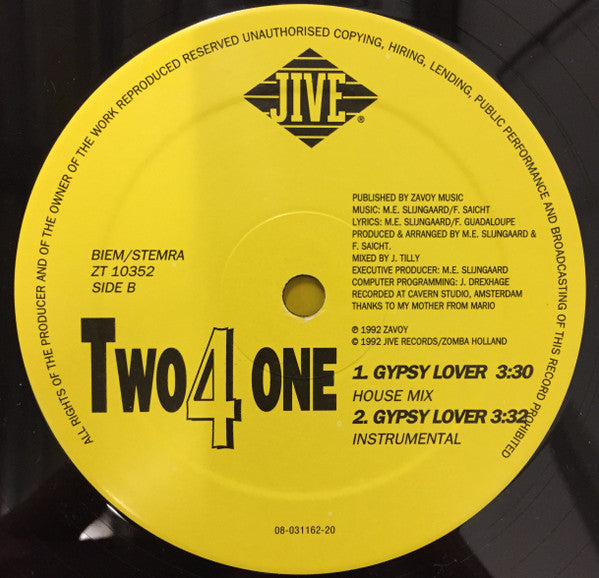 ALL RIGHTS OF THE PRODUCER AND OF THE OWNER OF THE WORK REPRODUCED RESERVED UNAUTHORISED COPYING, HIRING, LENDING, PUBLIC PERFORMANCE AND BROADCASTING OF THIS RECORD PROHIBITED
JIVE®
BIEM/STEMRA
ZT 10352
SIDE B
PUBLISHED BY ZAVOY MUSIC
MUSIC: M.E. SLIJNGAARD/F. SAICHT
LYRICS: M.E. SLIJNGAARD/F. GUADALOUPE
PRODUCED & ARRANGED BY M.E. SLIJNGAARD &
F. SAICHT.
MIXED BY J. TILLY
EXECUTIVE PRODUCER: M.E. SLIJNGAARD
COMPUTER PROGRAMMING: J. DREXHAGE
RECORDED AT CAVERN STUDIO, AMSTERDAM
THANKS TO MY MOTHER FROM MARIO
℗ 1992 ZAVOY
© 1992 JIVE RECORDS/ZOMBA HOLLAND
TWO 4 ONE
1. GYPSY LOVER 3:30
HOUSE MIX
2. GYPSY LOVER 3:32
INSTRUMENTAL
08-031162-20